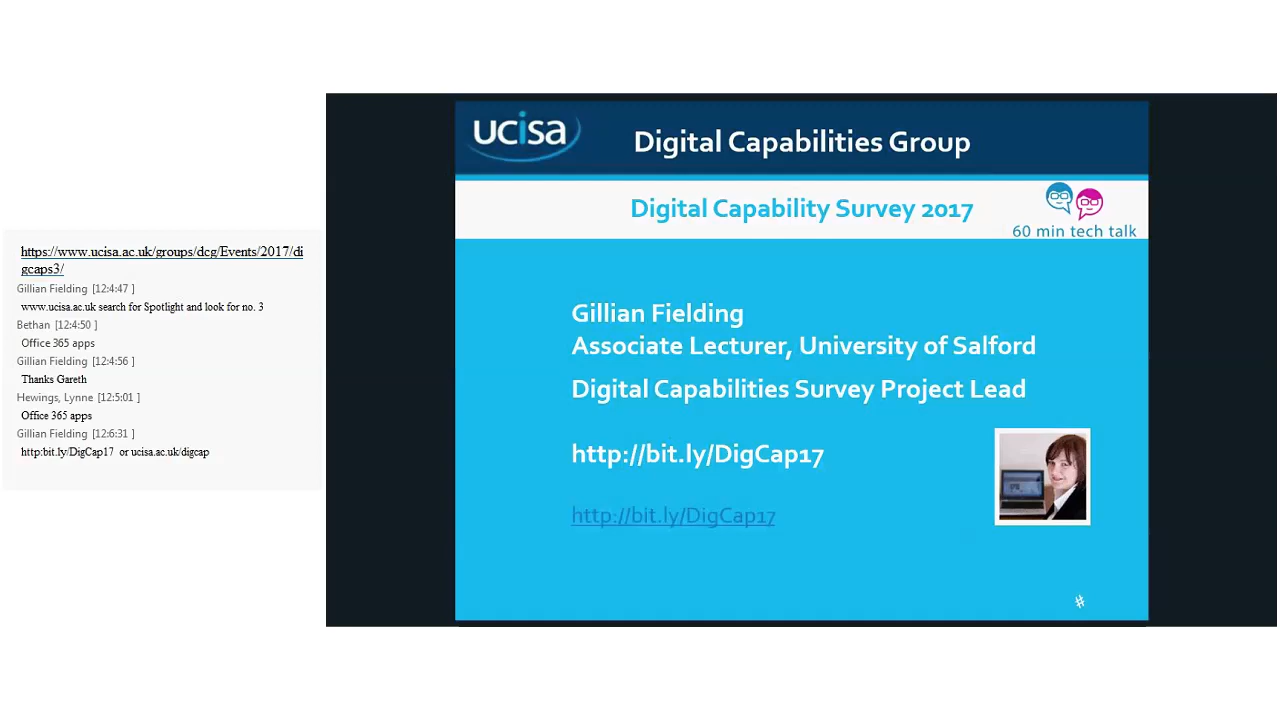 https://www.ucisa.ac.uk/groups/dcg/Events/2017/di
gcaps3/
Gillian Fielding [12:4:47 ]
www.ucisa.ac.uk search for Spotlight and look for no. 3
Bethan [12:4:50 ]
Office 365 apps
Gillian Fielding [12:4:56 ]
Thanks Gareth
Hewings, Lynne [12:5:01 ]
Office 365 apps
Gillian Fielding [12:6:31 ]
http:bit.ly/DigCap17 or ucisa.ac.uk/digcap
ucisa
Digital Capabilities Group
Digital Capability Survey 2017
60 min tech talk
Gillian Fielding
Associate Lecturer, University of Salford
Digital Capabilities Survey Project Lead
http://bit.ly/DigCap17
http://bit.ly/DigCap17
#